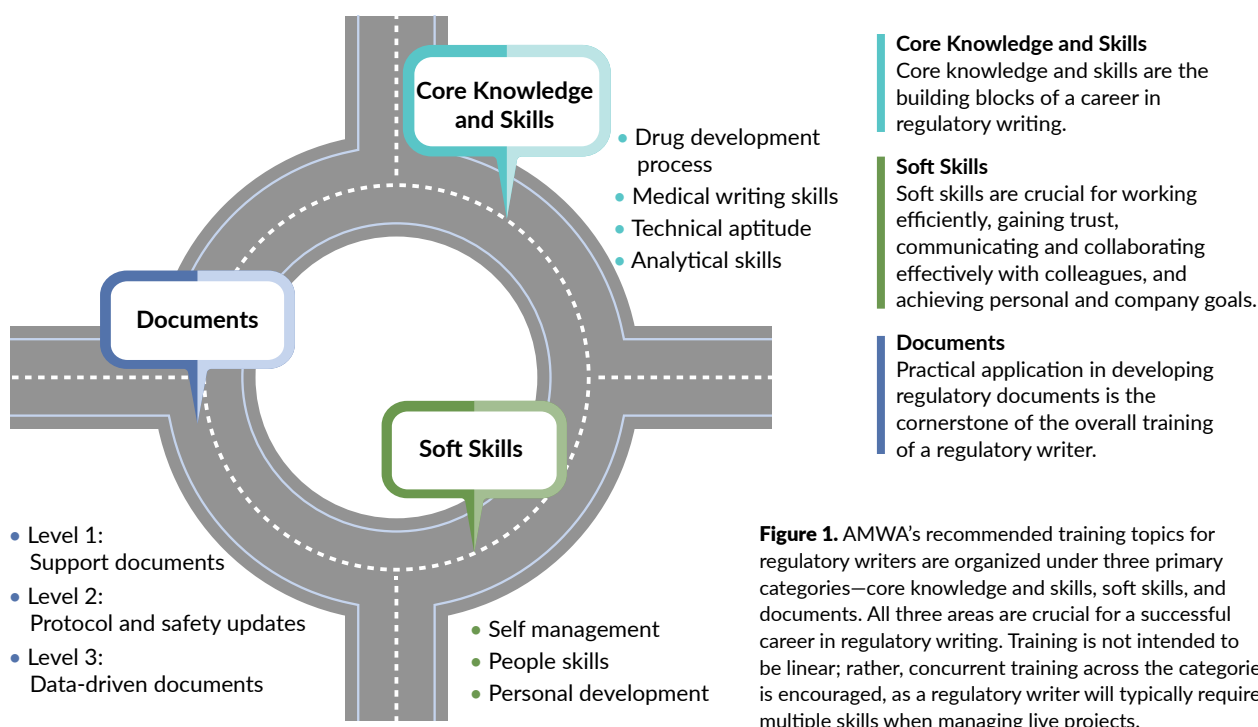 Core Knowledge
and Skills
• Drug development
process
• Medical writing skills
• Technical aptitude
• Analytical skills
Documents
Soft Skills
• Level 1:
Support documents
• Level 2:
Protocol and safety updates
• Level 3:
Data-driven documents
• Self management
• People skills
• Personal development
Core Knowledge and Skills
Core knowledge and skills are the
building blocks of a career in
regulatory writing.
Soft Skills
Soft skills are crucial for working
efficiently, gaining trust,
communicating and collaborating
effectively with colleagues, and
achieving personal and company goals.
Documents
Practical application in developing
regulatory documents is the
cornerstone of the overall training
of a regulatory writer.
Figure 1. AMWA’s recommended training topics for
regulatory writers are organized under three primary
categories—core knowledge and skills, soft skills, and
documents. All three areas are crucial for a successful
career in regulatory writing. Training is not intended to
be linear; rather, concurrent training across the categorie
is encouraged, as a regulatory writer will typically require
multiple skills when managing live projects.